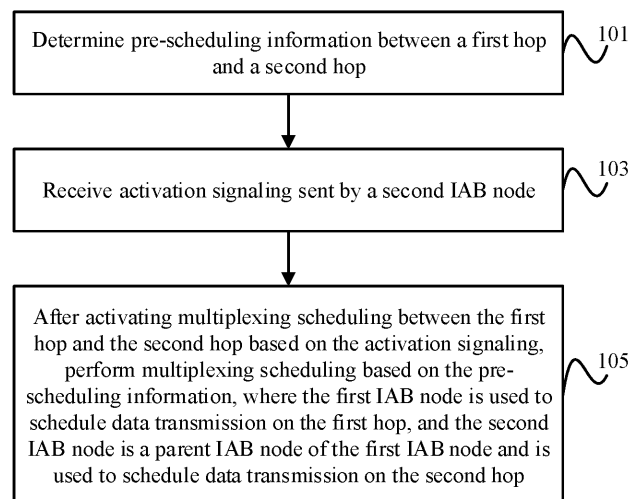 Determine pre-scheduling information between a first hop
and a second hop
101
Receive activation signaling sent by a second IAB node
103
After activating multiplexing scheduling between the first
hop and the second hop based on the activation signaling,
perform multiplexing scheduling based on the pre-
scheduling information, where the first IAB node is used to
schedule data transmission on the first hop, and the second
IAB node is a parent IAB node of the first IAB node and is
used to schedule data transmission on the second hop
105